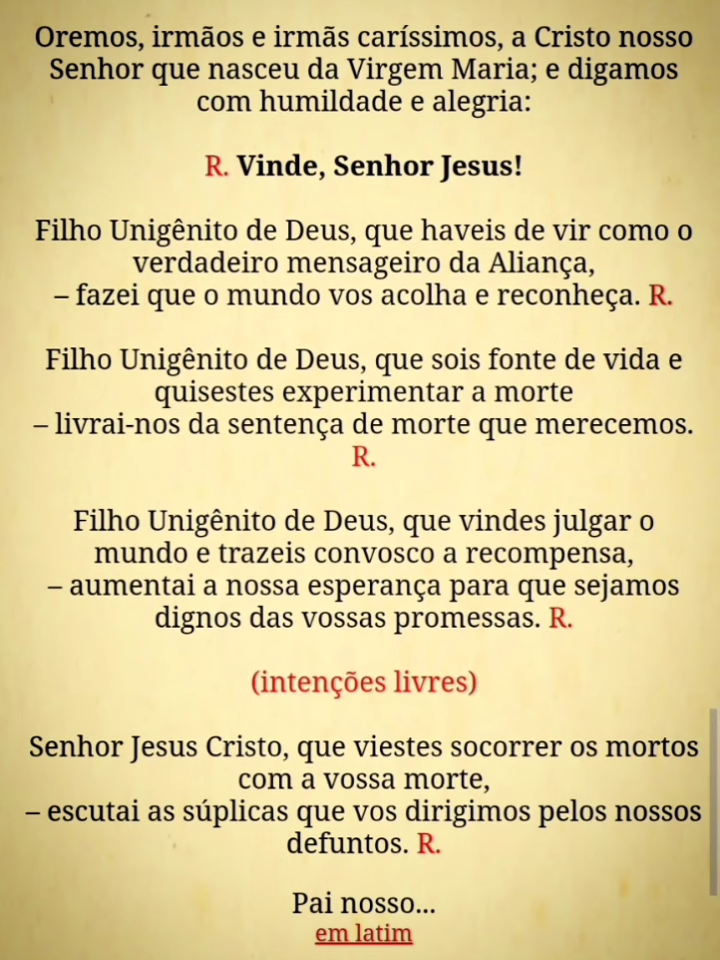 Oremos, irmãos e irmãs caríssimos, a Cristo nosso
Senhor que nasceu da Virgem Maria; e digamos
com humildade e alegria:
R. Vinde, Senhor Jesus!
Filho Unigênito de Deus, que haveis de vir como o
verdadeiro mensageiro da Aliança,
– fazei que o mundo vos acolha e reconheça. R.
Filho Unigênito de Deus, que sois fonte de vida e
quisestes experimentar a morte
– livrai-nos da sentença de morte que merecemos.
R.
Filho Unigênito de Deus, que vindes julgar o
mundo e trazeis convosco a recompensa,
– aumentai a nossa esperança para que sejamos
dignos das vossas promessas. R.
(intenções livres)
Senhor Jesus Cristo, que viestes socorrer os mortos
com a vossa morte,
– escutai as súplicas que vos dirigimos pelos nossos
defuntos. R.
Pai nosso...
em latim